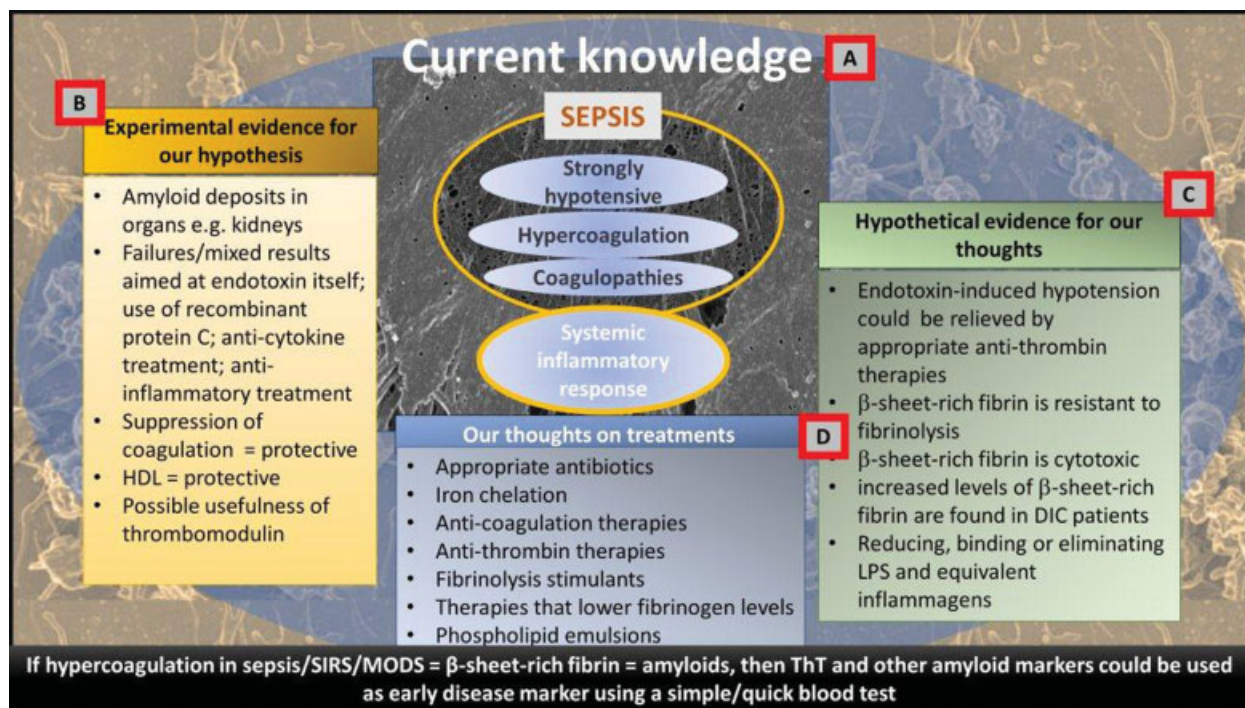 Current knowledge
A
SEPSIS
Strongly
hypotensive
Hypercoagulation
Coagulopathies
Systemic
inflammatory
response
B
Experimental evidence for
our hypothesis
• Amyloid deposits in
organs e.g. kidneys
• Failures/mixed results
aimed at endotoxin itself;
use of recombinant
protein C; anti-cytokine
treatment; anti-
inflammatory treatment
• Suppression of
coagulation = protective
• HDL = protective
• Possible usefulness of
thrombomodulin
C
Hypothetical evidence for our
thoughts
• Endotoxin-induced hypotension
could be relieved by
appropriate anti-thrombin
therapies
• β-sheet-rich fibrin is resistant to
fibrinolysis
• β-sheet-rich fibrin is cytotoxic
• increased levels of β-sheet-rich
fibrin are found in DIC patients
• Reducing, binding or eliminating
LPS and equivalent
inflammagens
Our thoughts on treatments
D
• Appropriate antibiotics
• Iron chelation
• Anti-coagulation therapies
• Anti-thrombin therapies
• Fibrinolysis stimulants
• Therapies that lower fibrinogen levels
• Phospholipid emulsions
If hypercoagulation in sepsis/SIRS/MODS = β-sheet-rich fibrin = amyloids, then ThT and other amyloid markers could be used
as early disease marker using a simple/quick blood test